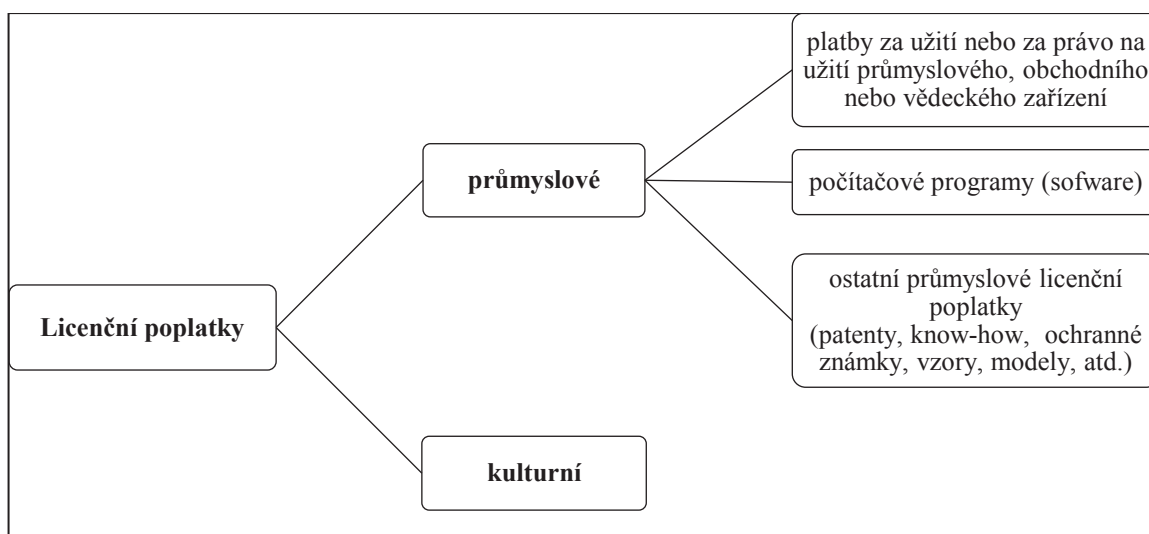 Licenční poplatky
průmyslové
platby za užití nebo za právo na
užití průmyslového, obchodního
nebo vědeckého zařízení
počítačové programy (sofware)
ostatní průmyslové licenční
poplatky
(patenty, know-how, ochranné
známky, vzory, modely, atd.)
kulturní